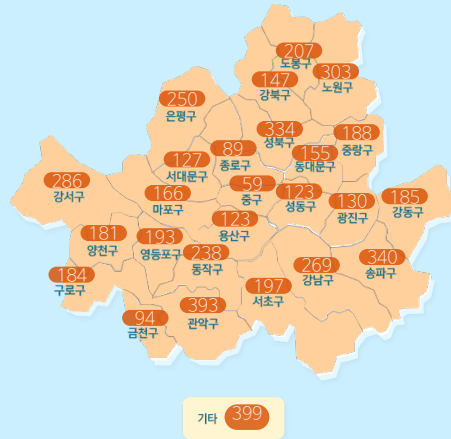 207
도봉구
303
노원구
147
강북구
250
은평구
334
성북구
188
중랑구
89
종로구
155
동대문구
127
서대문구
286
강서구
166
마포구
59
중구
123
성동구
130
광진구
185
강동구
123
용산구
181
양천구
193
영등포구
238
동작구
340
송파구
269
강남구
184
구로구
197
서초구
393
관악구
94
금천구
기타 399